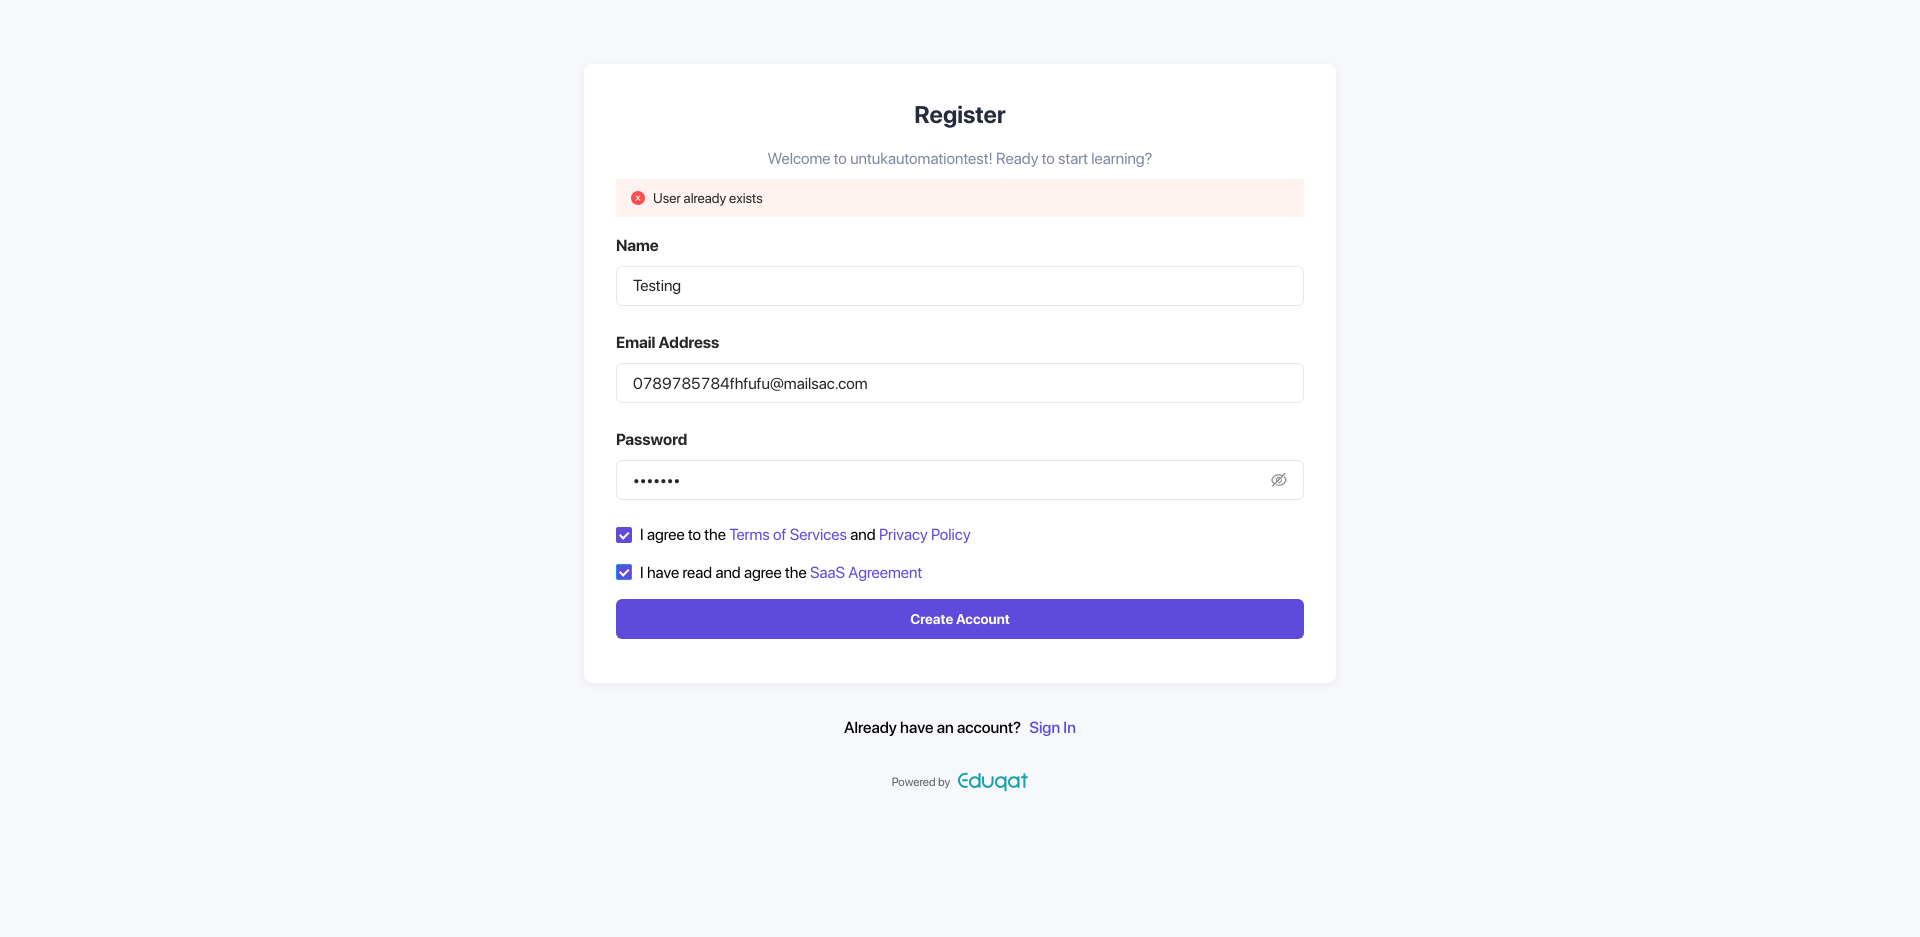 Register
Welcome to untukautomationtest! Ready to start learning?
User already exists
Name
Testing
Email Address
0789785784fhfufu@mailsac.com
Password
•••••••
I agree to the Terms of Services and Privacy Policy
I have read and agree the SaaS Agreement
Create Account
Already have an account? Sign In
Powered by Eduqat